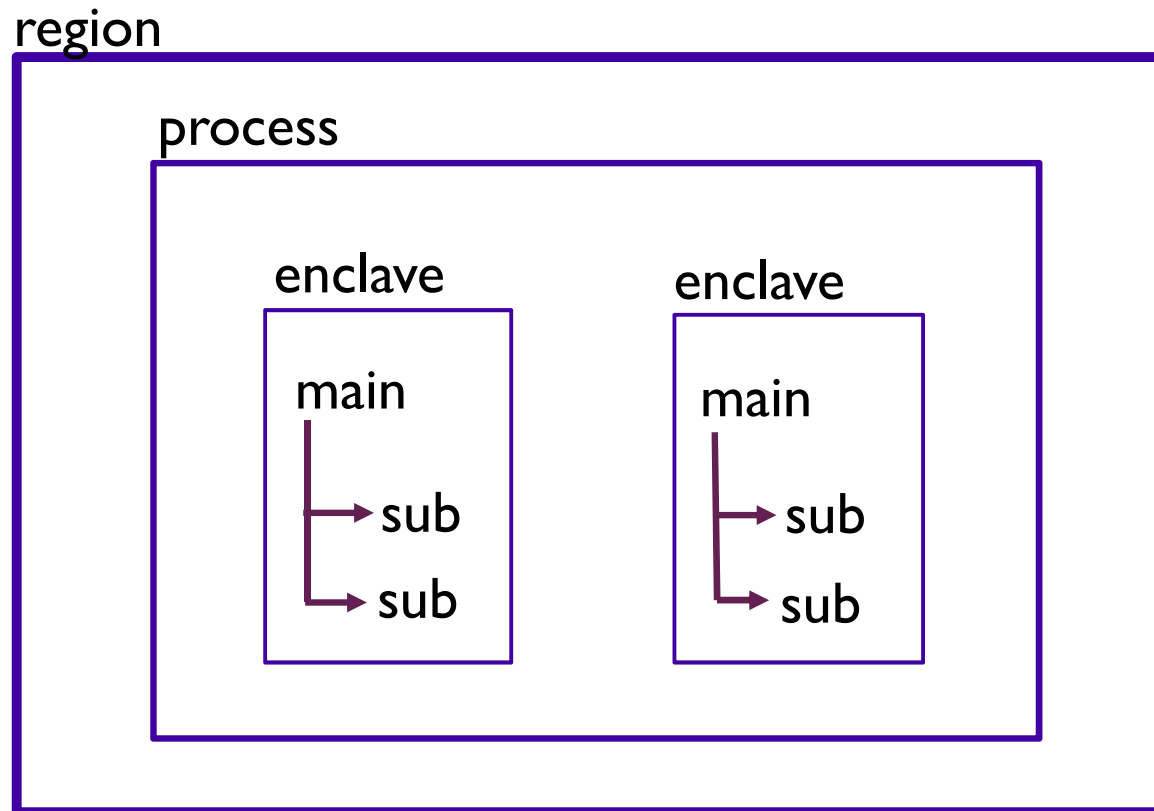 region
process
enclave
enclave
main
main
sub
sub
sub
sub